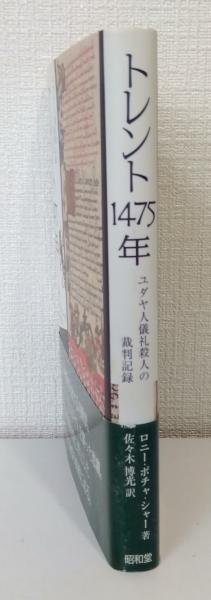 トレント
1475
年
ユダヤ人儀礼殺人の
裁判記録
ロニー・ポチャ・シャー 著
佐々木 博光 訳
昭和堂